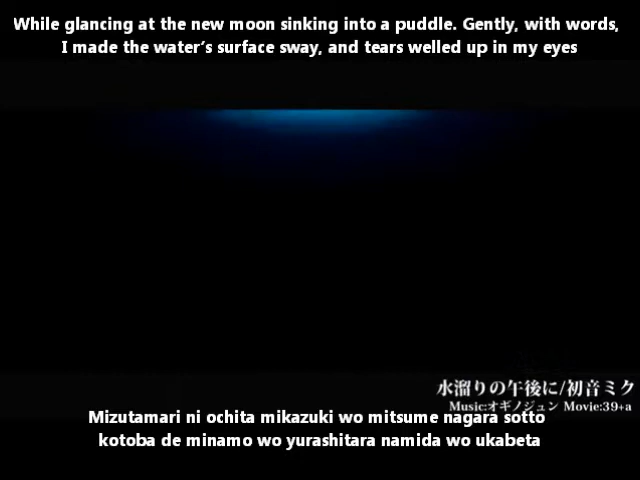 While glancing at the new moon sinking into a puddle. Gently, with words,
I made the water's surface sway, and tears welled up in my eyes
水溜りの午後に/初音ミク
Music:オギノジュン Movie:39+a
Mizutamari ni ochita mikazuki wo mitsume nagara sotto
kotoba de minamo wo yurashitara namida wo ukabeta